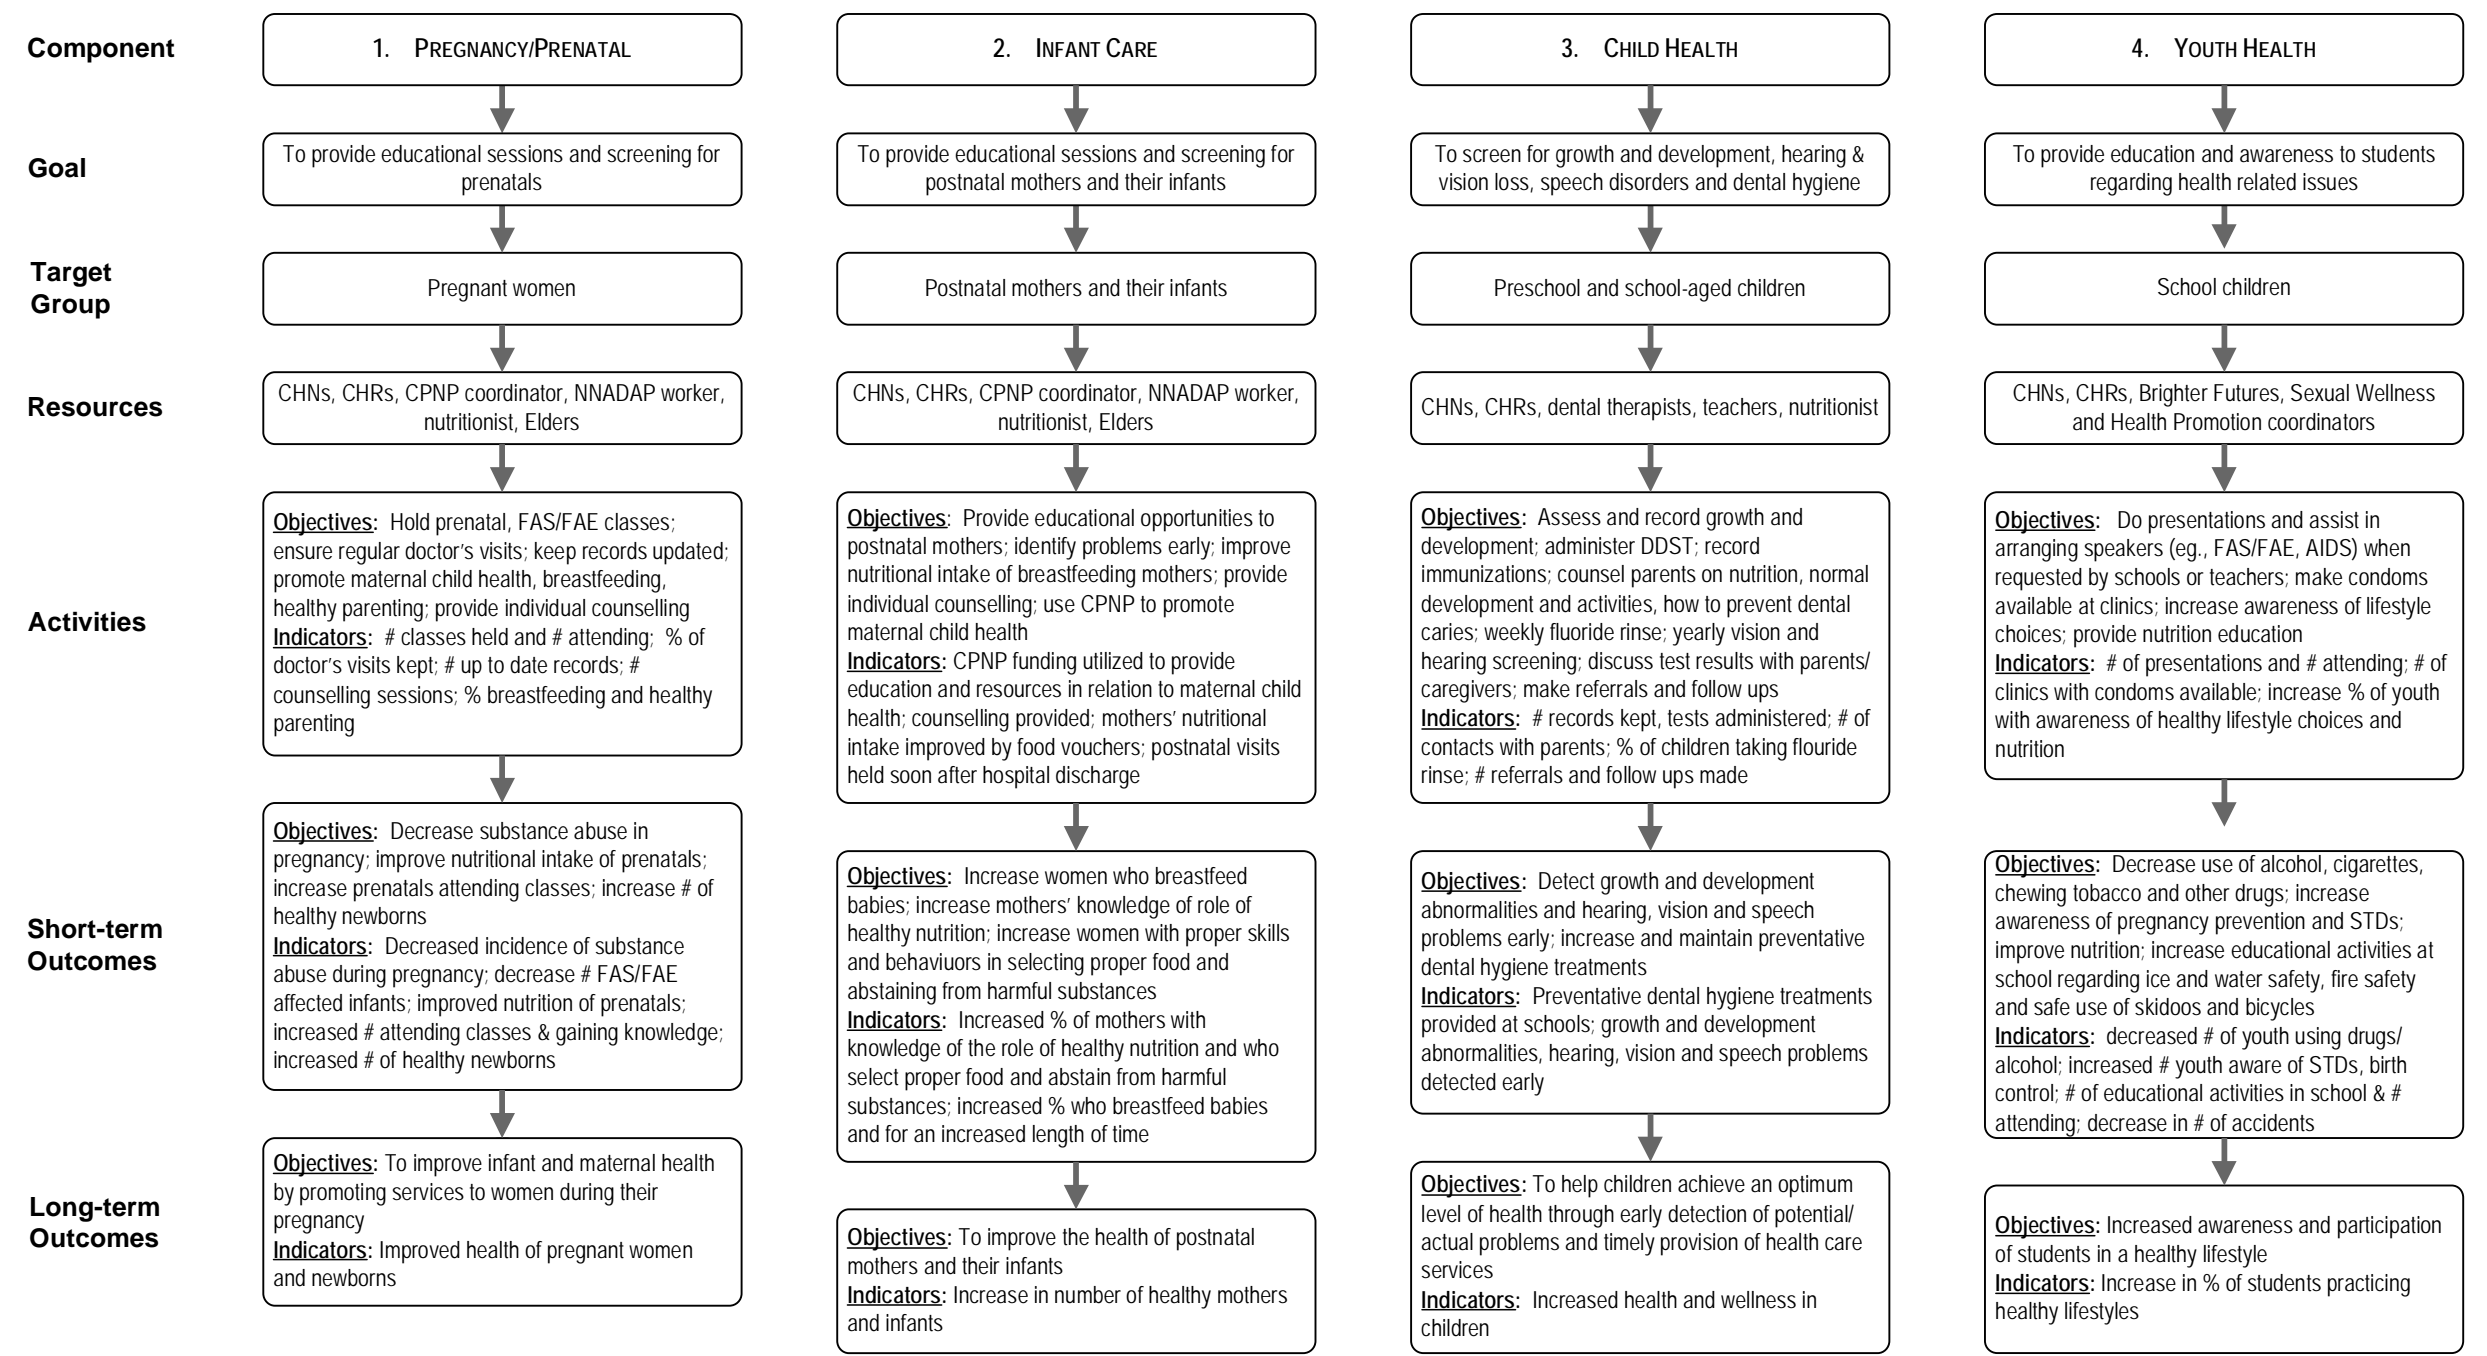 Component
1. PREGNANCY/PRENATAL
2. INFANT CARE
3. CHILD HEALTH
4. YOUTH HEALTH
Goal
To provide educational sessions and screening for
prenatals
To provide educational sessions and screening for
postnatal mothers and their infants
To screen for growth and development, hearing &
vision loss, speech disorders and dental hygiene
To provide education and awareness to students
regarding health related issues
Target
Group
Pregnant women
Postnatal mothers and their infants
Preschool and school-aged children
School children
Resources
CHNs, CHRs, CPNP coordinator, NNADAP worker,
nutritionist, Elders
CHNs, CHRs, CPNP coordinator, NNADAP worker,
nutritionist, Elders
CHNs, CHRs, dental therapists, teachers, nutritionist
CHNs, CHRs, Brighter Futures, Sexual Wellness
and Health Promotion coordinators
Activities
Objectives: Hold prenatal, FAS/FAE classes;
ensure regular doctor's visits; keep records updated;
promote maternal child health, breastfeeding,
healthy parenting; provide individual counselling
Indicators: # classes held and # attending; % of
doctor's visits kept; # up to date records; #
counselling sessions; % breastfeeding and healthy
parenting
Objectives: Provide educational opportunities to
postnatal mothers; identify problems early; improve
nutritional intake of breastfeeding mothers; provide
individual counselling; use CPNP to promote
maternal child health
Indicators: CPNP funding utilized to provide
education and resources in relation to maternal child
health; counselling provided; mothers' nutritional
intake improved by food vouchers; postnatal visits
held soon after hospital discharge
Objectives: Assess and record growth and
development; administer DDST; record
immunizations; counsel parents on nutrition, normal
development and activities, how to prevent dental
caries; weekly fluoride rinse; yearly vision and
hearing screening; discuss test results with parents/
caregivers; make referrals and follow ups
Indicators: # records kept, tests administered; # of
contacts with parents; % of children taking flouride
rinse; # referrals and follow ups made
Objectives: Do presentations and assist in
arranging speakers (eg., FAS/FAE, AIDS) when
requested by schools or teachers; make condoms
available at clinics; increase awareness of lifestyle
choices; provide nutrition education
Indicators: # of presentations and # attending; # of
clinics with condoms available; increase % of youth
with awareness of healthy lifestyle choices and
nutrition
Short-term
Outcomes
Objectives: Decrease substance abuse in
pregnancy; improve nutritional intake of prenatals;
increase prenatals attending classes; increase # of
healthy newborns
Indicators: Decreased incidence of substance
abuse during pregnancy; decrease # FAS/FAE
affected infants; improved nutrition of prenatals;
increased # attending classes & gaining knowledge;
increased # of healthy newborns
Objectives: Increase women who breastfeed
babies; increase mothers' knowledge of role of
healthy nutrition; increase women with proper skills
and behaviuors in selecting proper food and
abstaining from harmful substances
Indicators: Increased % of mothers with
knowledge of the role of healthy nutrition and who
select proper food and abstain from harmful
substances; increased % who breastfeed babies
and for an increased length of time
Objectives: Detect growth and development
abnormalities and hearing, vision and speech
problems early; increase and maintain preventative
dental hygiene treatments
Indicators: Preventative dental hygiene treatments
provided at schools; growth and development
abnormalities, hearing, vision and speech problems
detected early
Objectives: Decrease use of alcohol, cigarettes,
chewing tobacco and other drugs; increase
awareness of pregnancy prevention and STDs;
improve nutrition; increase educational activities at
school regarding ice and water safety, fire safety
and safe use of skidoos and bicycles
Indicators: decreased # of youth using drugs/
alcohol; increased # youth aware of STDs, birth
control; # of educational activities in school & #
attending; decrease in # of accidents
Long-term
Outcomes
Objectives: To improve infant and maternal health
by promoting services to women during their
pregnancy
Indicators: Improved health of pregnant women
and newborns
Objectives: To improve the health of postnatal
mothers and their infants
Indicators: Increase in number of healthy mothers
and infants
Objectives: To help children achieve an optimum
level of health through early detection of potential/
actual problems and timely provision of health care
services
Indicators: Increased health and wellness in
children
Objectives: Increased awareness and participation
of students in a healthy lifestyle
Indicators: Increase in % of students practicing
healthy lifestyles